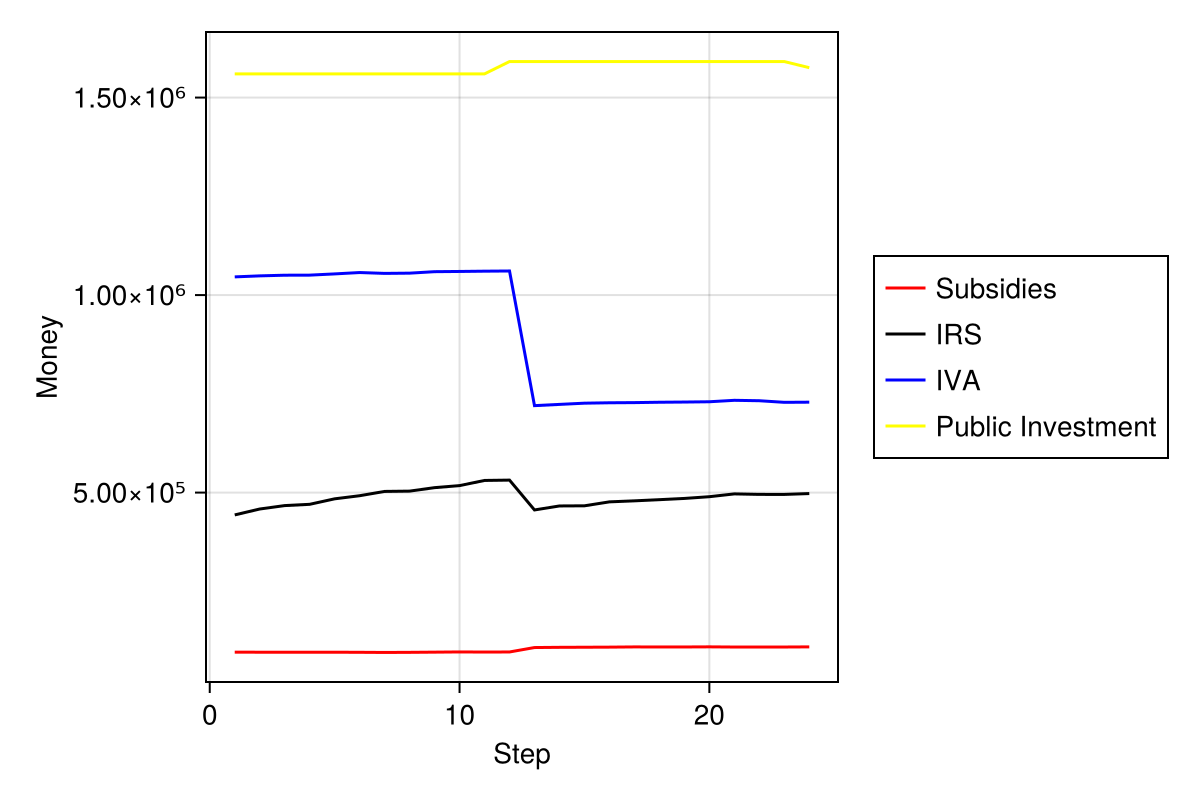 1.50×10⁶
1.00×10⁶
5.00×10⁵
Money
0 10 20
Step
Subsidies
IRS
IVA
Public Investment